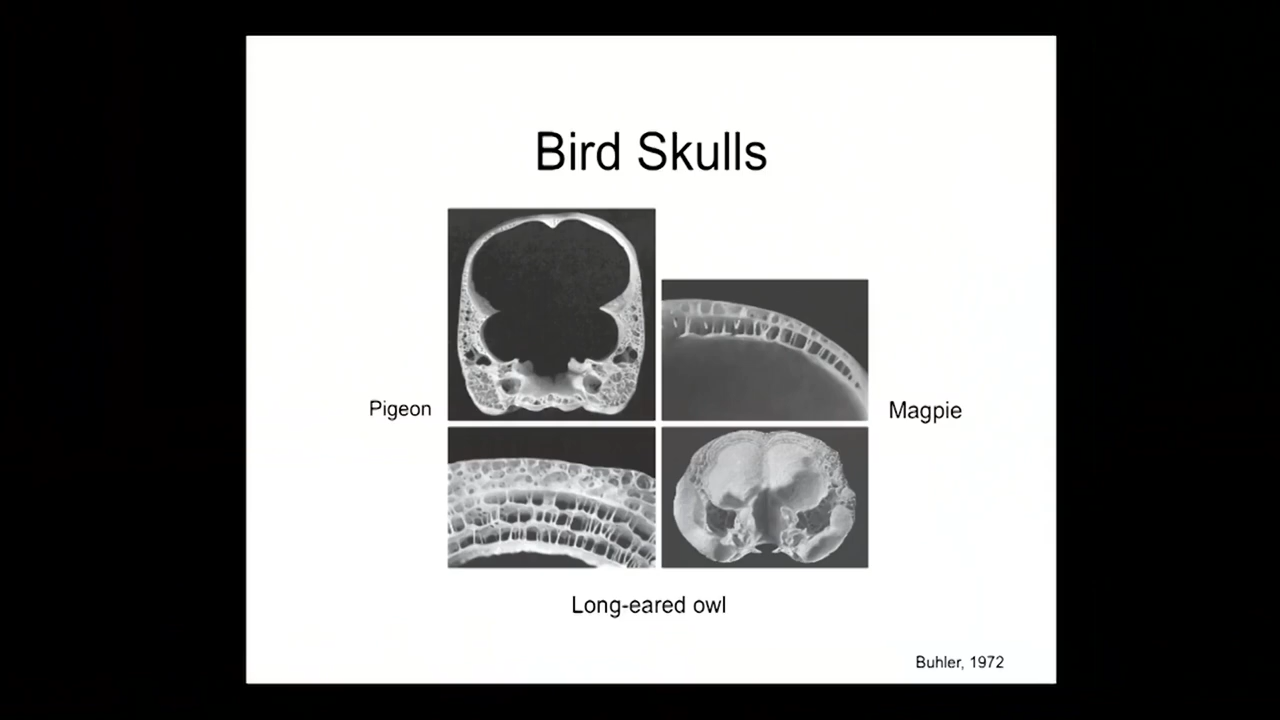 Bird Skulls
Pigeon
Magpie
Long-eared owl
Buhler, 1972